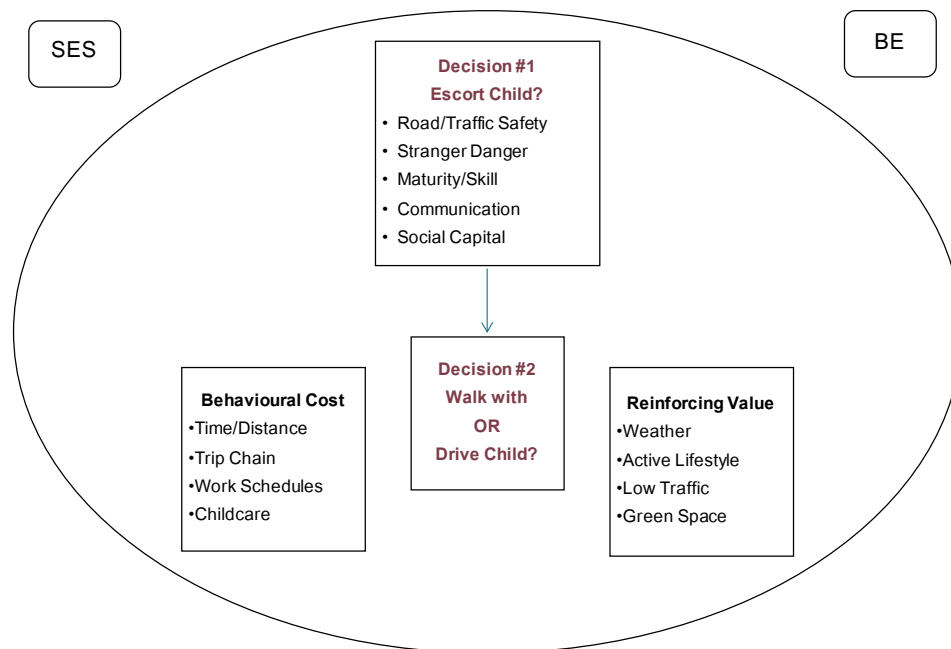 SES
BE
Decision #1
Escort Child?
• Road/Traffic Safety
• Stranger Danger
• Maturity/Skill
• Communication
• Social Capital
Decision #2
Walk with
OR
Drive Child?
Behavioural Cost
•Time/Distance
•Trip Chain
•Work Schedules
•Childcare
Reinforcing Value
•Weather
•Active Lifestyle
•Low Traffic
•Green Space